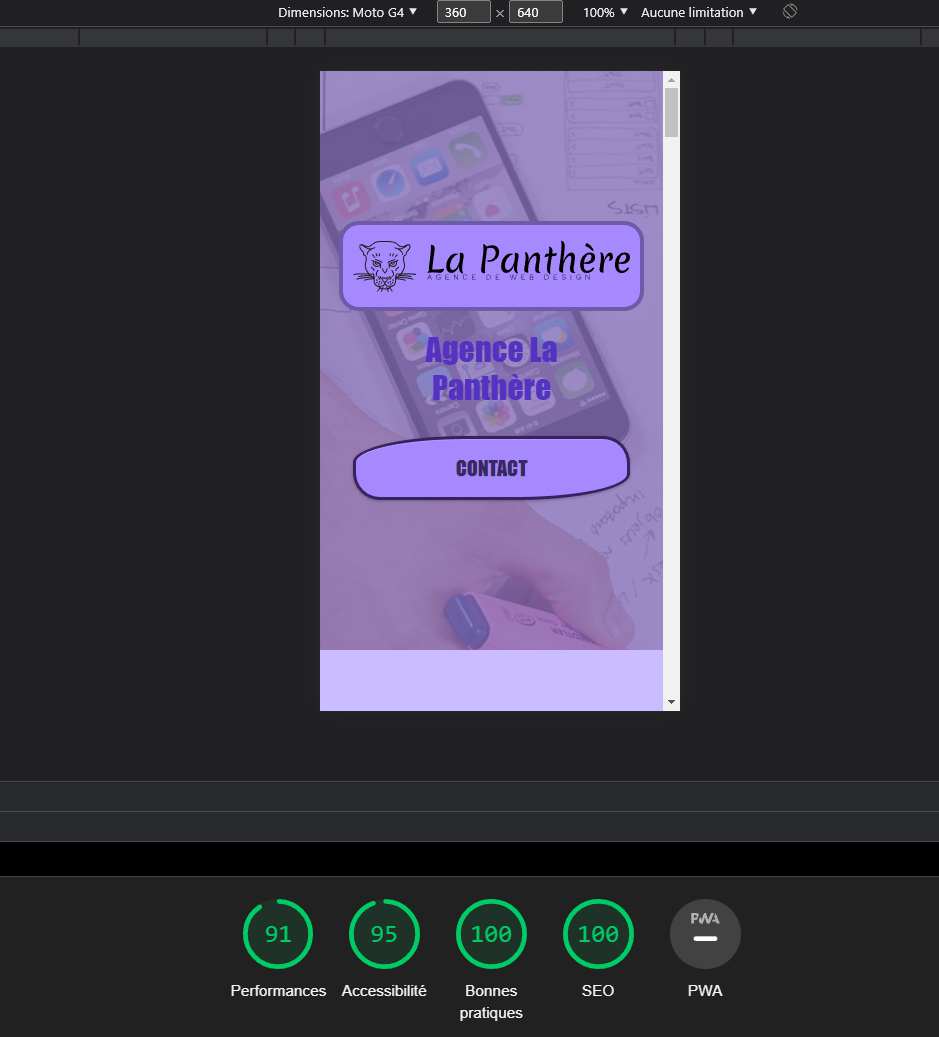 Dimensions: Moto G4 ▼ 360 × 640 100% ▼ Aucune limitation ▼
LISTS
La Panthère
AGENCE DE WEB DESIGN
Agence La
Panthère
CONTACT
91 95 100 100 PWA
Performances Accessibilité Bonnes pratiques SEO PWA